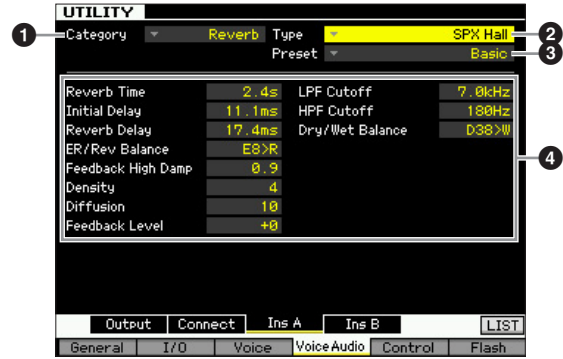 UTILITY
1 Category Reverb Type SPX Hall 2
Preset Basic 3
Reverb Time 2.4s LPF Cutoff 7.0kHz
Initial Delay 11.1ms HPF Cutoff 180Hz
Reverb Delay 17.4ms Dry/Wet Balance D38>W
ER/Rev Balance E8>R
Feedback High Damp 0.9
4
Density 4
Diffusion 10
Feedback Level +0
Output Connect Ins A Ins B LIST
General I/O Voice Voice Audio Control Flash